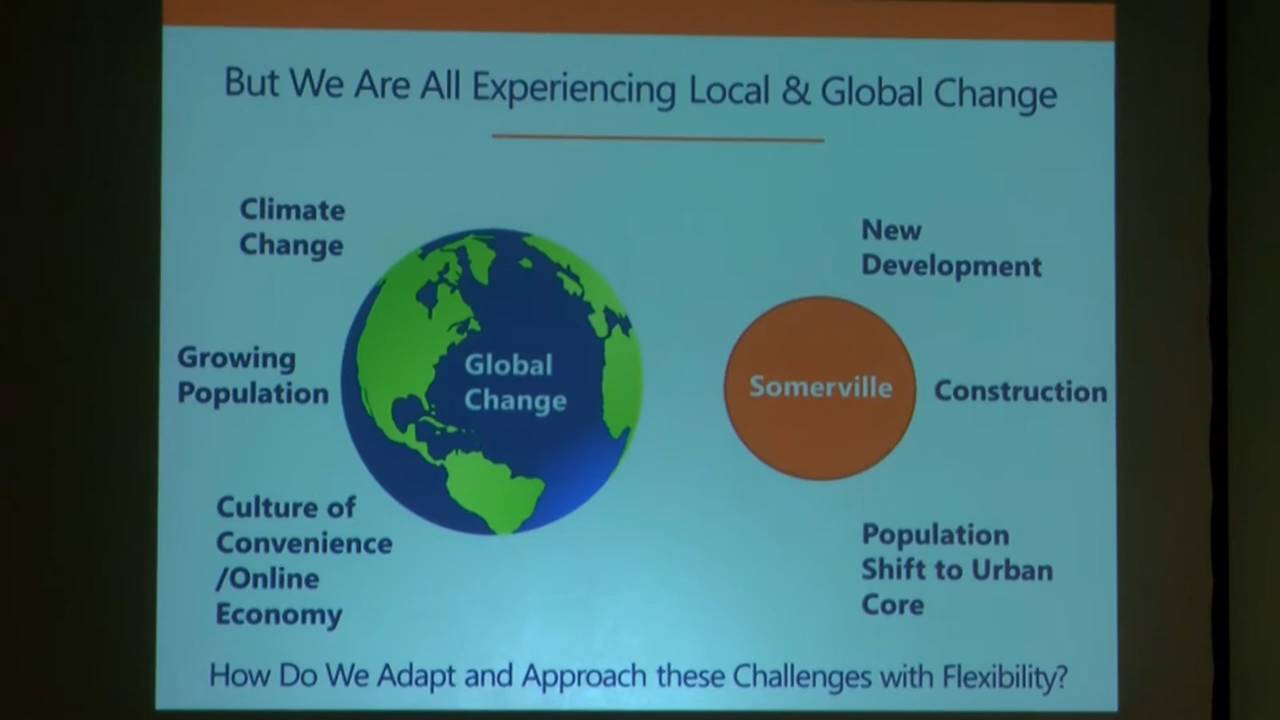 But We Are All Experiencing Local & Global Change
Climate
Change
New
Development
Growing
Population
Global
Change
Somerville
Construction
Culture of
Convenience
/Online
Economy
Population
Shift to Urban
Core
How Do We Adapt and Approach these Challenges with Flexibility?